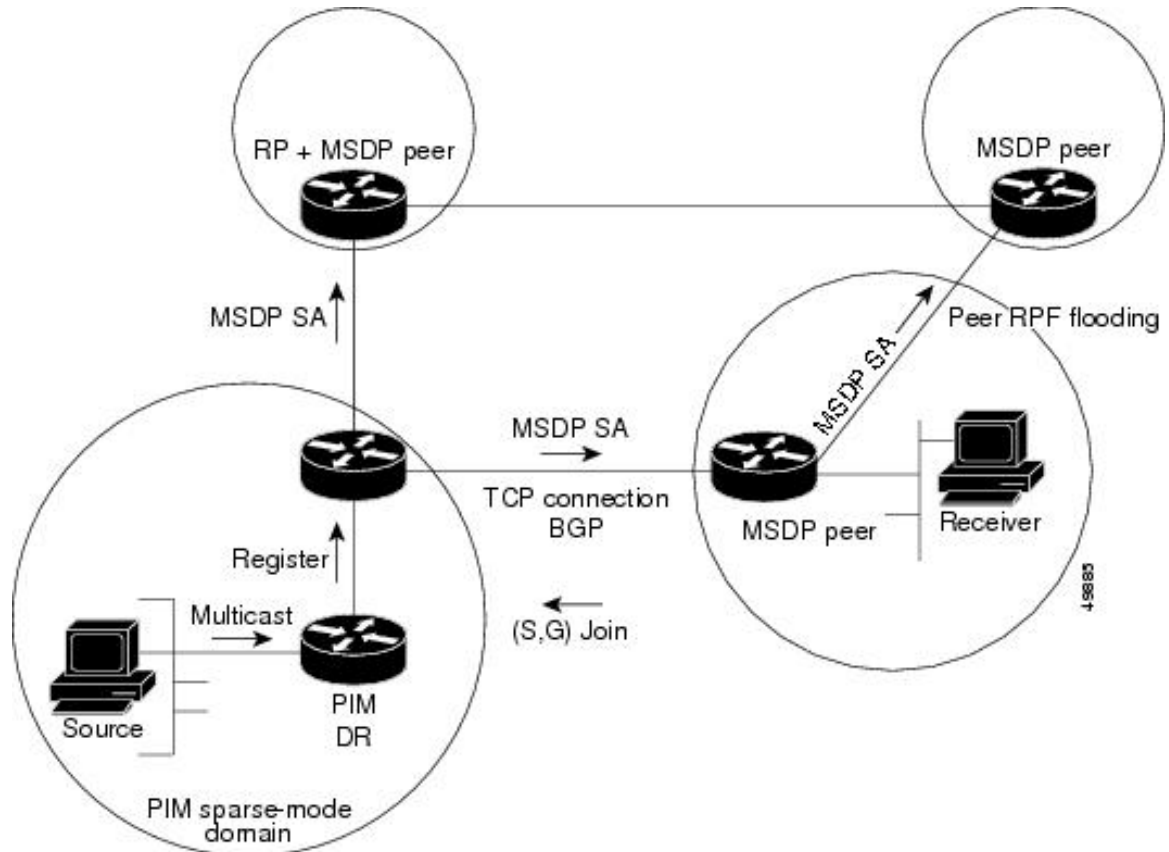 RP + MSDP peer
MSDP peer
MSDP SA
Peer RPF flooding
MSDP SA
MSDP SA
TCP connection
BGP
MSDP peer
Receiver
Register
49885
Multicast
(S,G) Join
Source
PIM
DR
PIM sparse-mode
domain